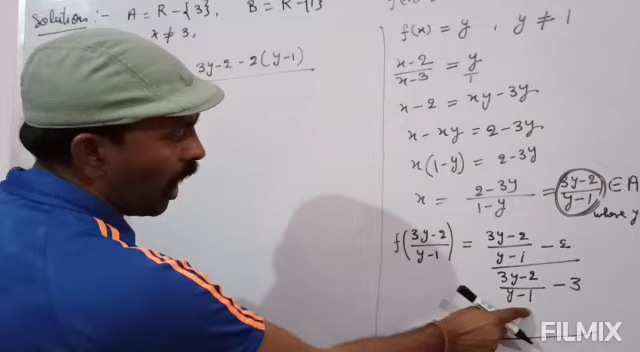 Solution:- A = R-{3}, B = R-{1}
x ≠ 3,
3y-2 - 2(y-1)
f(x) = y , y ≠ 1
x-2/x-3 = y/1
x-2 = xy-3y
x-xy = 2-3y
x(1-y) = 2-3y
x = 2-3y/1-y = 3y-2/y-1 ∈ A
where y
f(3y-2/y-1) = 3y-2/y-1 - 2
3y-2/y-1 - 3
FILMIX